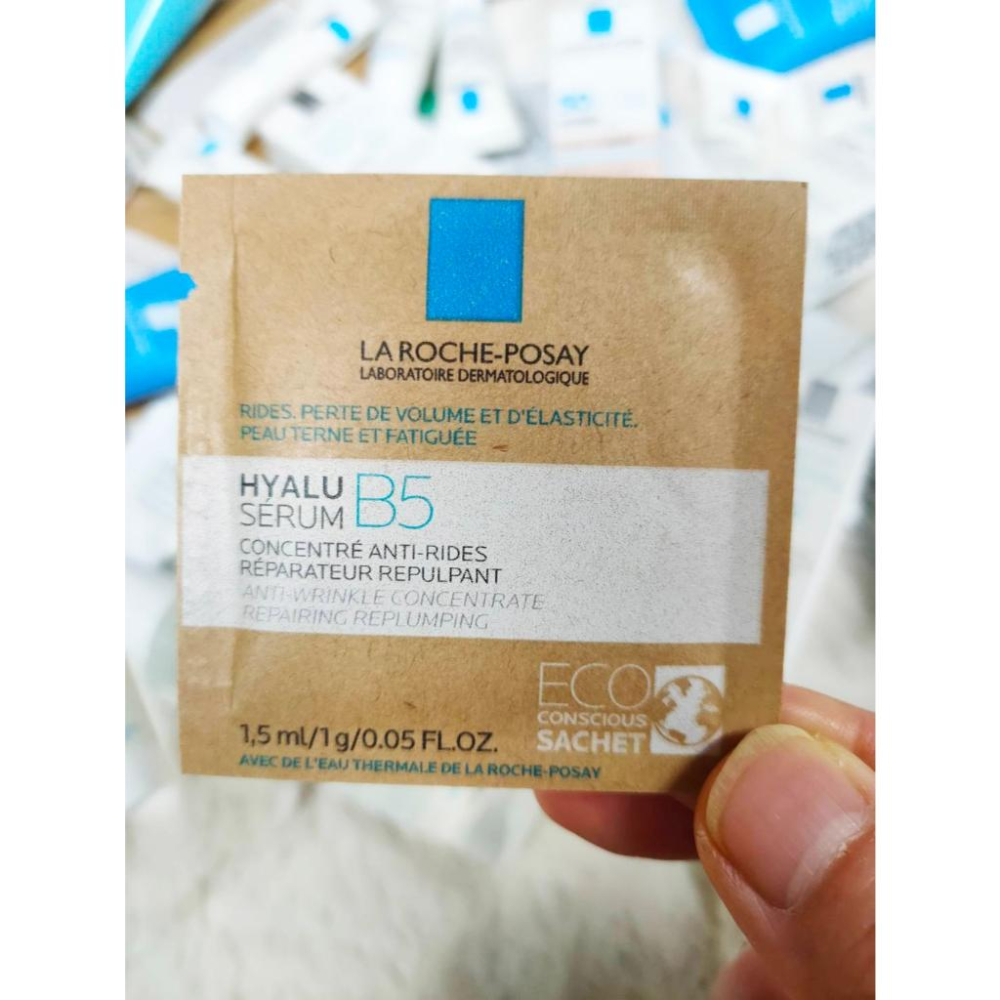 LA ROCHE-POSAY
LABORATOIRE DERMATOLOGIQUE
RIDES. PERTE DE VOLUME ET D'ÉLASTICITÉ.
PEAU TERNE ET FATIGUÉE
HYALU B5
SÉRUM
CONCENTRÉ ANTI-RIDES
RÉPARATEUR REPULPANT
ANTI-WRINKLE CONCENTRATE
REPAIRING REPLUMPING
ECO
CONSCIOUS
SACHET
1,5 ml/1 g/0.05 FL.OZ.
AVEC DE L'EAU THERMALE DE LA ROCHE-POSAY